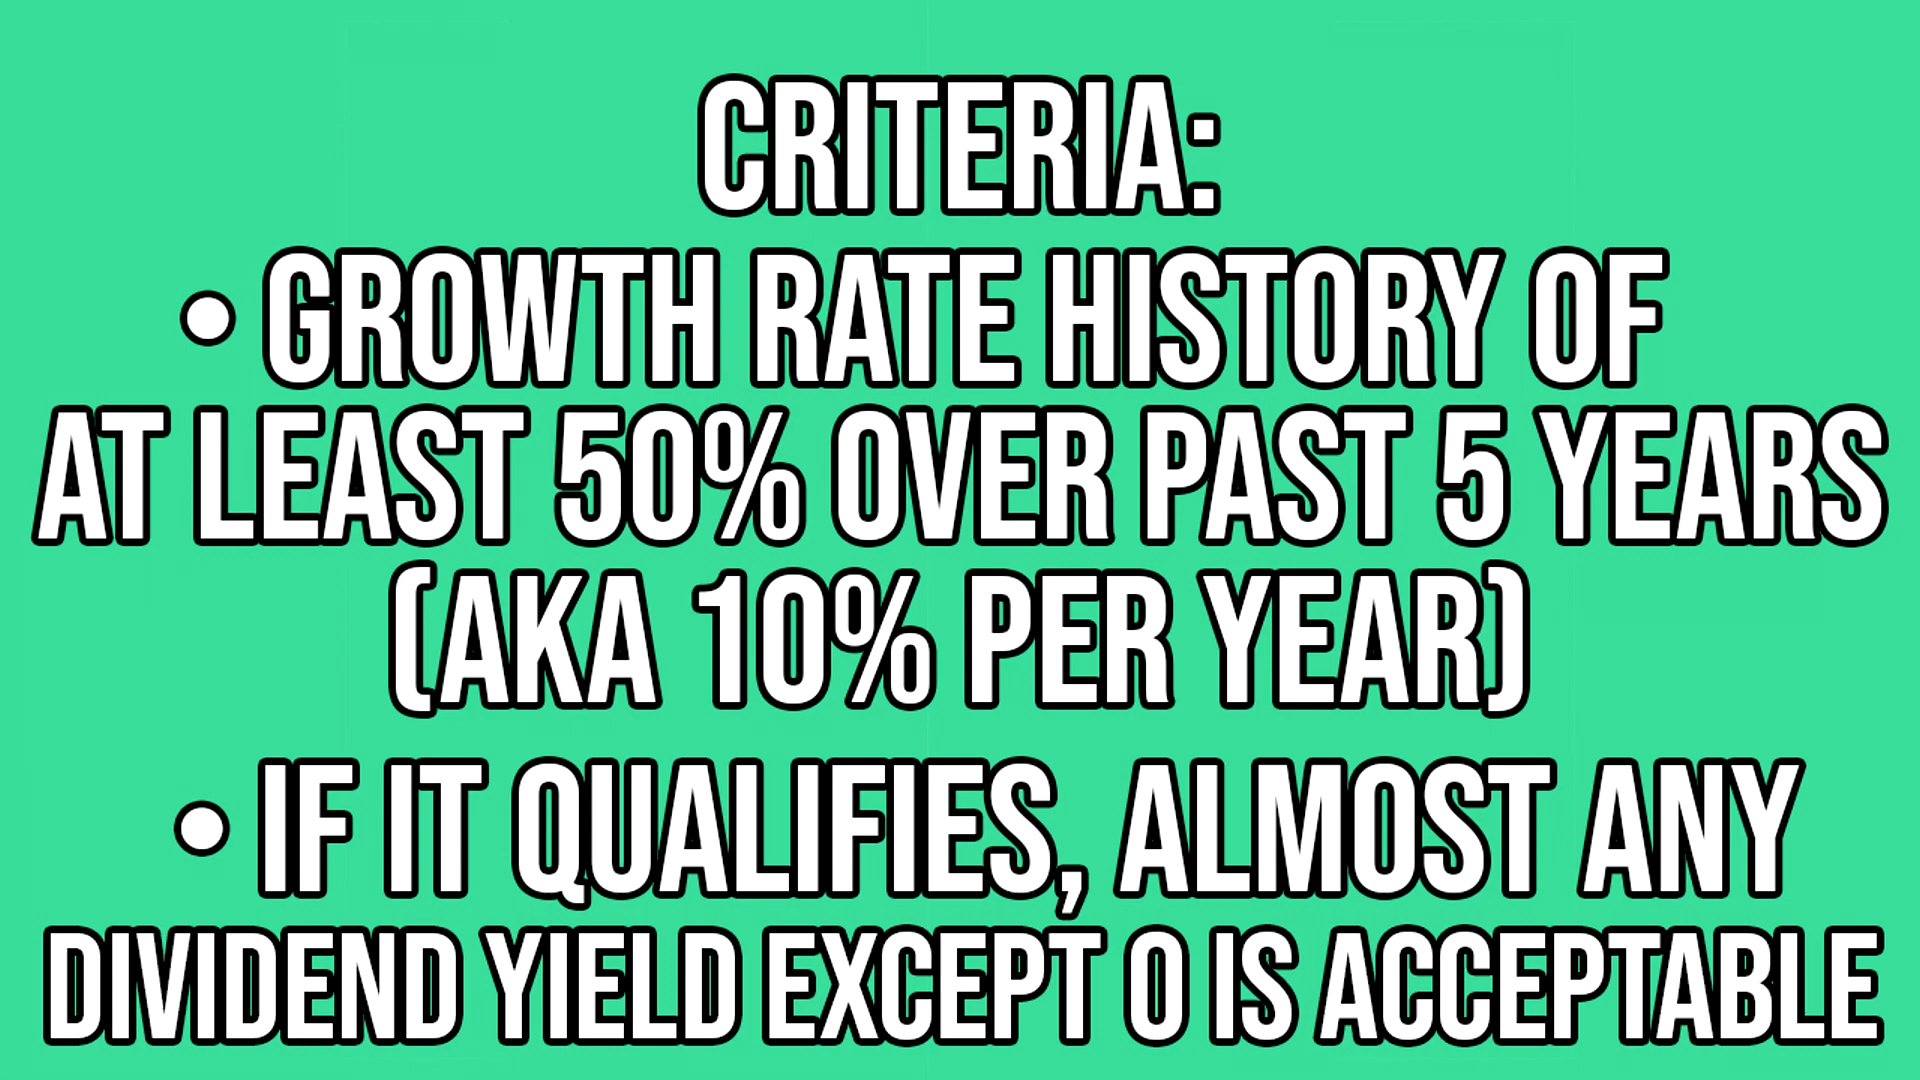 CRITERIA:
• GROWTH RATE HISTORY OF
AT LEAST 50% OVER PAST 5 YEARS
(AKA 10% PER YEAR)
• IF IT QUALIFIES, ALMOST ANY
DIVIDEND YIELD EXCEPT 0 IS ACCEPTABLE